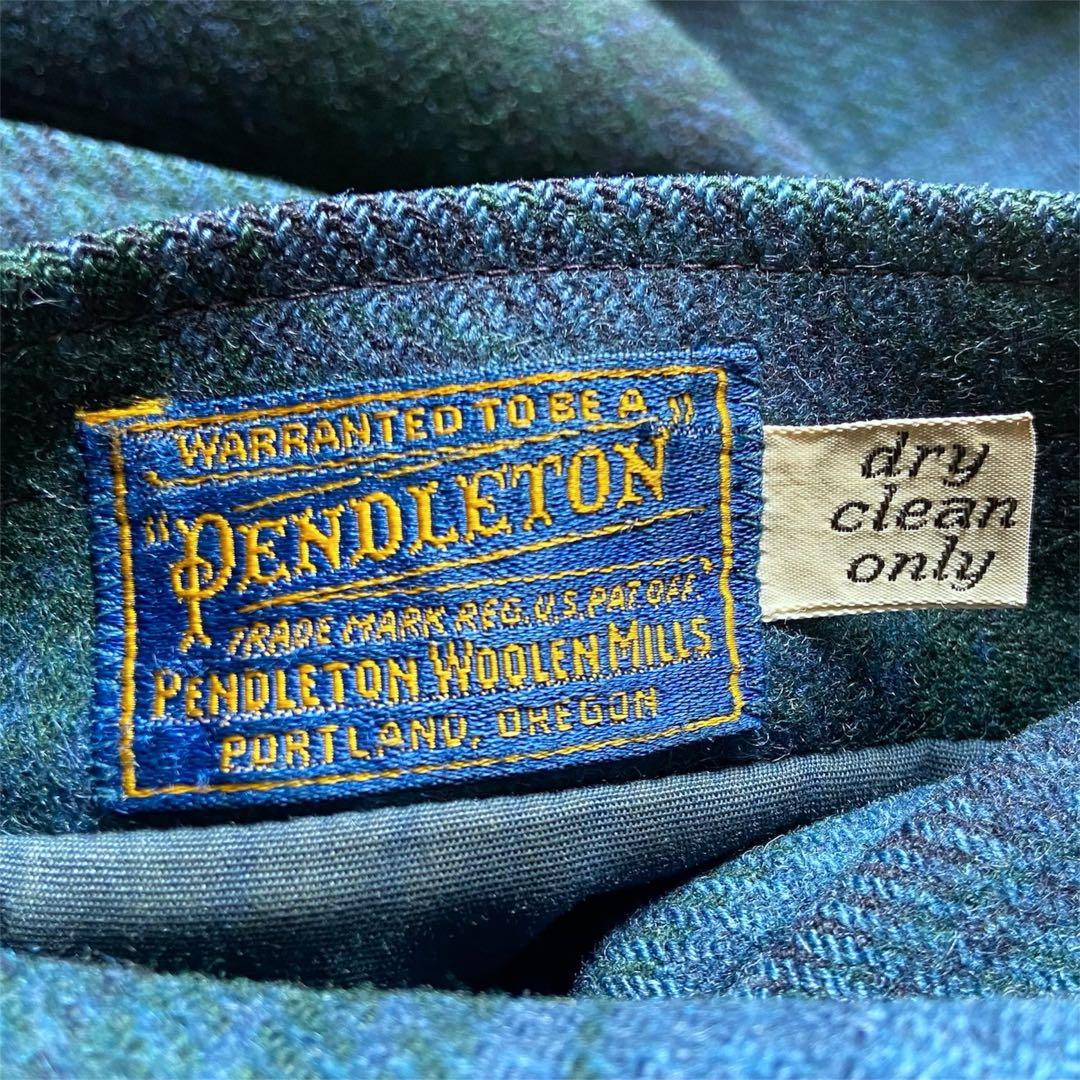 WARRANTED TO BE A
"PENDLETON"
TRADE MARK REG. U.S. PAT. OFF.
PENDLETON WOOLEN MILLS
PORTLAND, OREGON
dry
clean
only